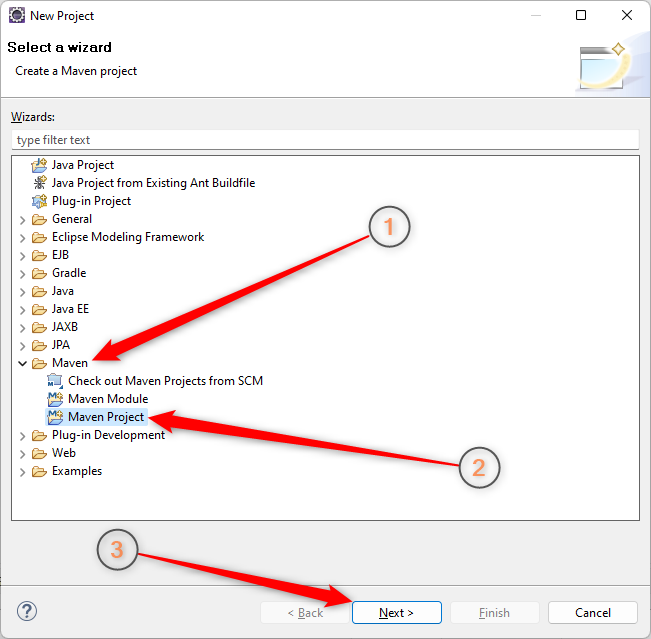 New Project
Select a wizard
Create a Maven project
Wizards:
type filter text
Java Project
Java Project from Existing Ant Buildfile
Plug-in Project
General
Eclipse Modeling Framework
1
EJB
Gradle
Java
Java EE
JAXB
JPA
Maven
Check out Maven Projects from SCM
Maven Module
Maven Project
Plug-in Development
Web
2
Examples
3
?
< Back
Next >
Finish
Cancel